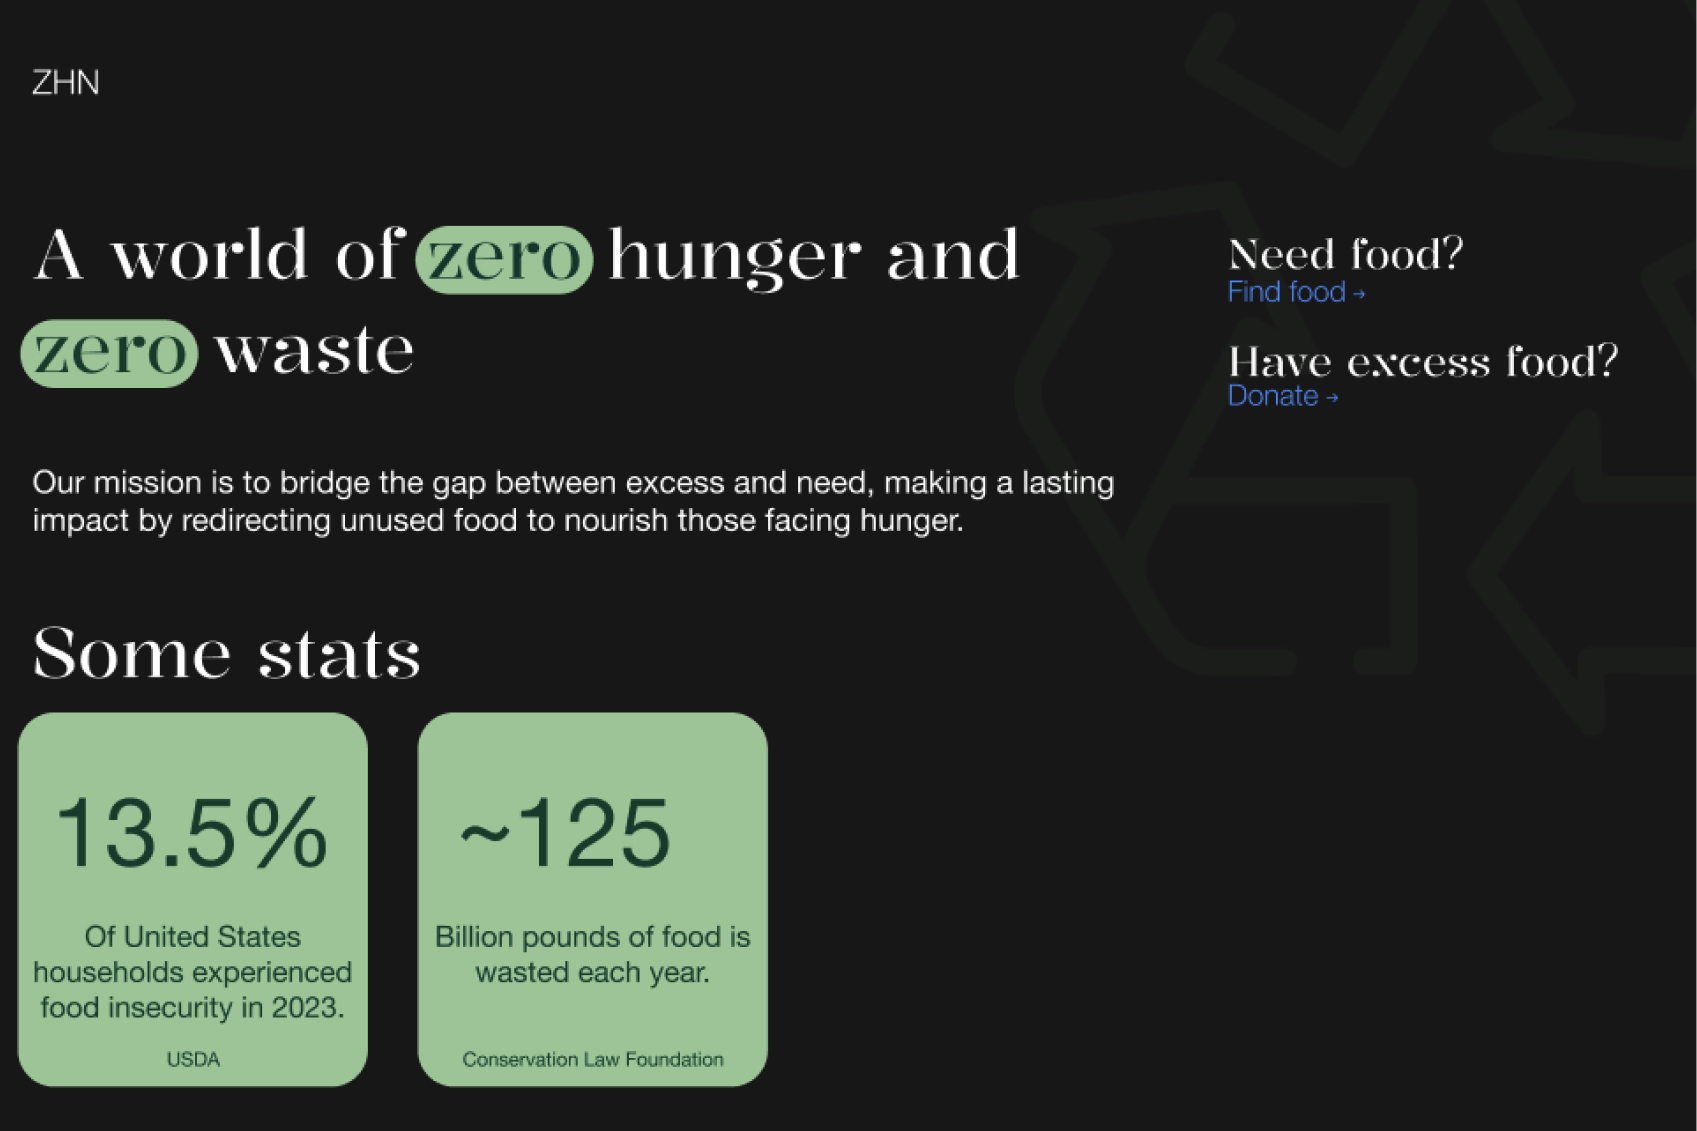 ZHN
A world of zero hunger and
zero waste
Need food?
Find food →
Have excess food?
Donate →
Our mission is to bridge the gap between excess and need, making a lasting
impact by redirecting unused food to nourish those facing hunger.
Some stats
13.5%
Of United States
households experienced
food insecurity in 2023.
USDA
~125
Billion pounds of food is
wasted each year.
Conservation Law Foundation